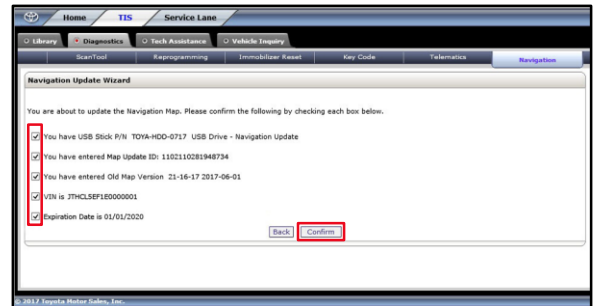 Home TIS Service Lane
Library Diagnostics Tech Assistance Vehicle Inquiry
ScanTool Reprogramming Immobilizer Reset Key Code Telematics Navigation
Navigation Update Wizard
You are about to update the Navigation Map. Please confirm the following by checking each box below.
You have USB Stick P/N TOYA-HDD-0717 USB Drive - Navigation Update
You have entered Map Update ID: 1102110281948734
You have entered Old Map Version 21-16-17 2017-06-01
VIN is JTHCL5EF1E0000001
Expiration Date is 01/01/2020
Back Confirm
© 2017 Toyota Motor Sales, Inc.